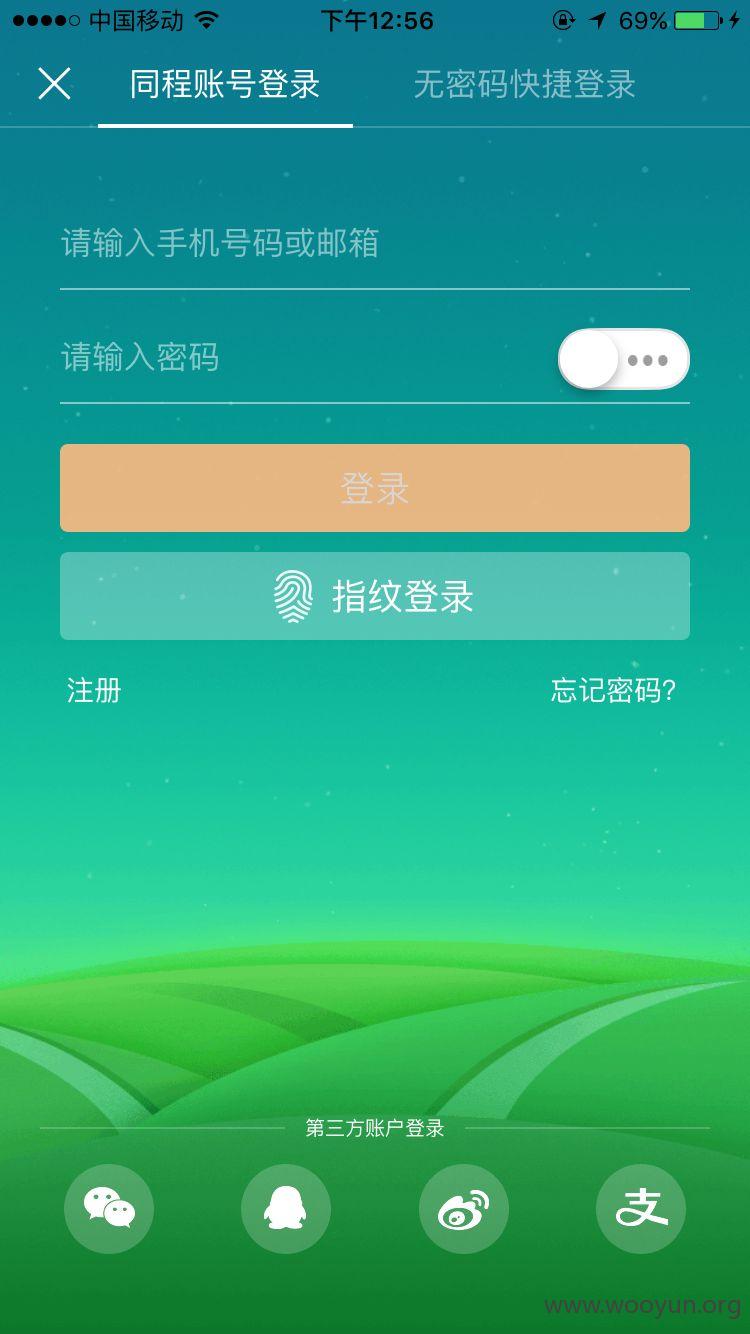 中国移动 下午12:56 69%
同程账号登录 无密码快捷登录
请输入手机号码或邮箱
请输入密码
登录
指纹登录
注册 忘记密码?
第三方账户登录
支
www.wooyun.org